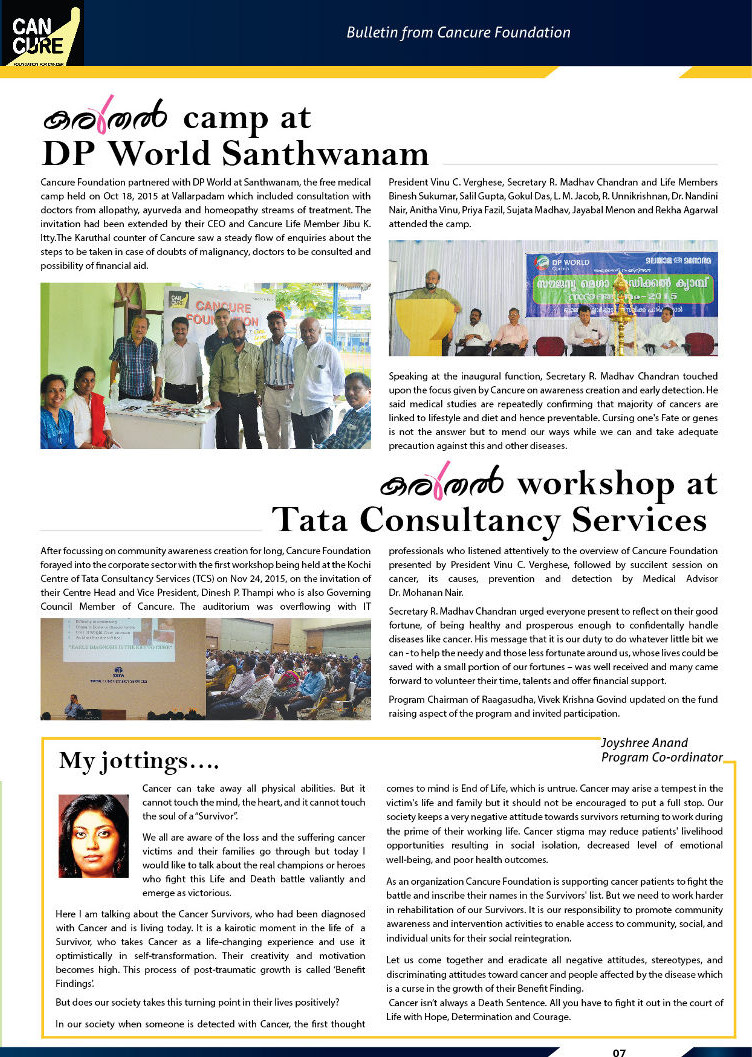 CAN
CURE
FOUNDATION FOR CANCER
Bulletin from Cancure Foundation
കരുതൽ camp at
DP World Santhwanam
Cancure Foundation partnered with DP World at Santhwanam, the free medical
camp held on Oct 18, 2015 at Vallarpadam which included consultation with
doctors from allopathy, ayurveda and homeopathy streams of treatment. The
invitation had been extended by their CEO and Cancure Life Member Jibu K.
Itty.The Karuthal counter of Cancure saw a steady flow of enquiries about the
steps to be taken in case of doubts of malignancy, doctors to be consulted and
possibility of financial aid.
CANCURE
FOUNDATION
President Vinu C. Verghese, Secretary R. Madhav Chandran and Life Members
Binesh Sukumar, Salil Gupta, Gokul Das, L. M. Jacob, R. Unnikrishnan, Dr. Nandini
Nair, Anitha Vinu, Priya Fazil, Sujata Madhav, Jayabal Menon and Rekha Agarwal
attended the camp.
DP WORLD
മലയാള മനോരമ
സൗജന്യ മെഗാ മെഡിക്കൽ ക്യാമ്പ്
2015
Speaking at the inaugural function, Secretary R. Madhav Chandran touched
upon the focus given by Cancure on awareness creation and early detection. He
said medical studies are repeatedly confirming that majority of cancers are
linked to lifestyle and diet and hence preventable. Cursing one's Fate or genes
is not the answer but to mend our ways while we can and take adequate
precaution against this and other diseases.
കരുതൽ workshop at
Tata Consultancy Services
After focussing on community awareness creation for long, Cancure Foundation
forayed into the corporate sector with the first workshop being held at the Kochi
Centre of Tata Consultancy Services (TCS) on Nov 24, 2015, on the invitation of
their Centre Head and Vice President, Dinesh P. Thampi who is also Governing
Council Member of Cancure. The auditorium was overflowing with IT
"EARLY DIAGNOSIS IS THE KEY TO CURE"
TATA
professionals who listened attentively to the overview of Cancure Foundation
presented by President Vinu C. Verghese, followed by succilent session on
cancer, its causes, prevention and detection by Medical Advisor
Dr. Mohanan Nair.
Secretary R. Madhav Chandran urged everyone present to reflect on their good
fortune, of being healthy and prosperous enough to confidentally handle
diseases like cancer. His message that it is our duty to do whatever little bit we
can - to help the needy and those less fortunate around us, whose lives could be
saved with a small portion of our fortunes – was well received and many came
forward to volunteer their time, talents and offer financial support.
Program Chairman of Raagasudha, Vivek Krishna Govind updated on the fund
raising aspect of the program and invited participation.
My jottings….
Joyshree Anand
Program Co-ordinator
Cancer can take away all physical abilities. But it
cannot touch the mind, the heart, and it cannot touch
the soul of a "Survivor".
We all are aware of the loss and the suffering cancer
victims and their families go through but today I
would like to talk about the real champions or heroes
who fight this Life and Death battle valiantly and
emerge as victorious.
Here I am talking about the Cancer Survivors, who had been diagnosed
with Cancer and is living today. It is a kairotic moment in the life of a
Survivor, who takes Cancer as a life-changing experience and use it
optimistically in self-transformation. Their creativity and motivation
becomes high. This process of post-traumatic growth is called 'Benefit
Findings'.
But does our society takes this turning point in their lives positively?
In our society when someone is detected with Cancer, the first thought
comes to mind is End of Life, which is untrue. Cancer may arise a tempest in the
victim's life and family but it should not be encouraged to put a full stop. Our
society keeps a very negative attitude towards survivors returning to work during
the prime of their working life. Cancer stigma may reduce patients' livelihood
opportunities resulting in social isolation, decreased level of emotional
well-being, and poor health outcomes.
As an organization Cancure Foundation is supporting cancer patients to fight the
battle and inscribe their names in the Survivors' list. But we need to work harder
in rehabilitation of our Survivors. It is our responsibility to promote community
awareness and intervention activities to enable access to community, social, and
individual units for their social reintegration.
Let us come together and eradicate all negative attitudes, stereotypes, and
discriminating attitudes toward cancer and people affected by the disease which
is a curse in the growth of their Benefit Finding.
Cancer isn't always a Death Sentence. All you have to fight it out in the court of
Life with Hope, Determination and Courage.
07